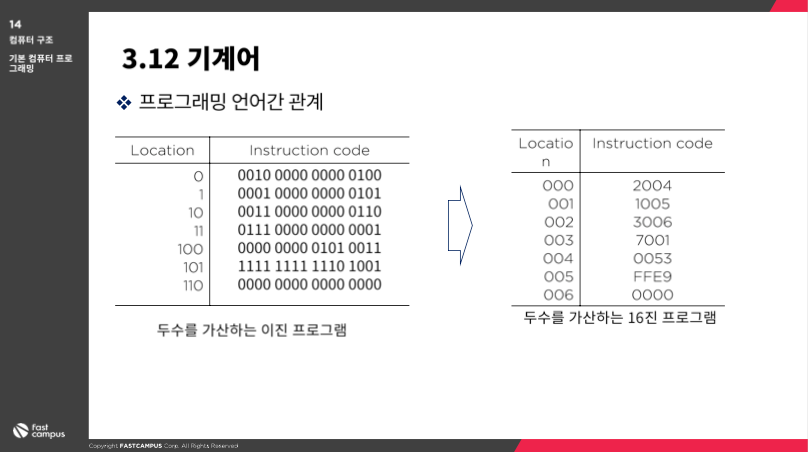 14
컴퓨터 구조
기본 컴퓨터 프로
그래밍
3.12 기계어
❖ 프로그래밍 언어간 관계
Location Instruction code
0 0010 0000 0000 0100
1 0001 0000 0000 0101
10 0011 0000 0000 0110
11 0111 0000 0000 0001
100 0000 0000 0101 0011
101 1111 1111 1110 1001
110 0000 0000 0000 0000
두수를 가산하는 이진 프로그램
Locatio Instruction code
n
000 2004
001 1005
002 3006
003 7001
004 0053
005 FFE9
006 0000
두수를 가산하는 16진 프로그램
fast
campus
Copyright FASTCAMPUS Corp. All Rights Reserved